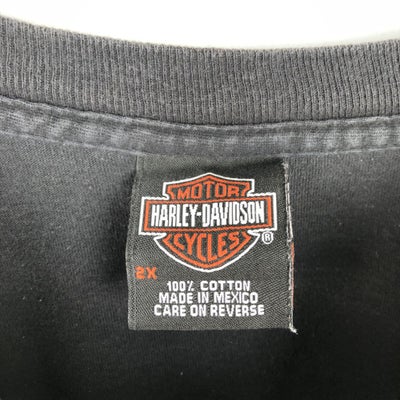 MOTOR
HARLEY-DAVIDSON
CYCLES
®
2X
100% COTTON
MADE IN MEXICO
CARE ON REVERSE